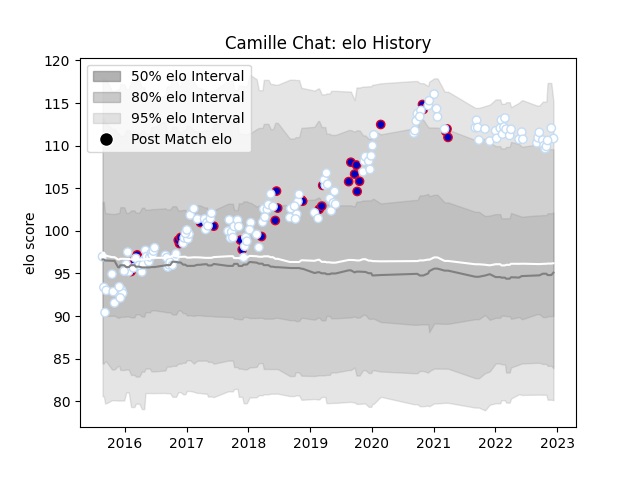 Camille Chat: elo History
50% elo Interval
80% elo Interval
95% elo Interval
Post Match elo
elo score
120
115
110
105
100
95
90
85
80
2016 2017 2018 2019 2020 2021 2022 2023